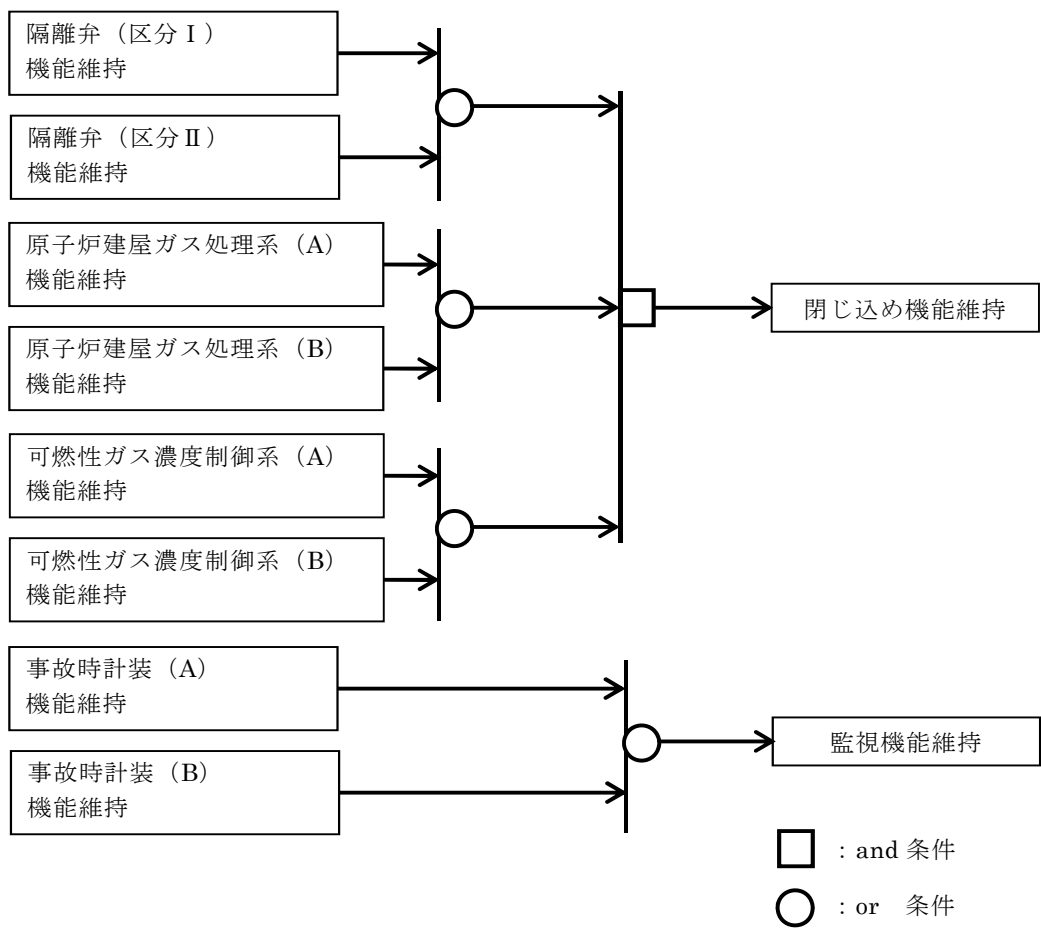 隔離弁（区分Ⅰ）
機能維持
隔離弁（区分Ⅱ）
機能維持
原子炉建屋ガス処理系（A）
機能維持
原子炉建屋ガス処理系（B）
機能維持
可燃性ガス濃度制御系（A）
機能維持
可燃性ガス濃度制御系（B）
機能維持
閉じ込め機能維持
事故時計装（A）
機能維持
事故時計装（B）
機能維持
監視機能維持
：and 条件
：or　条件